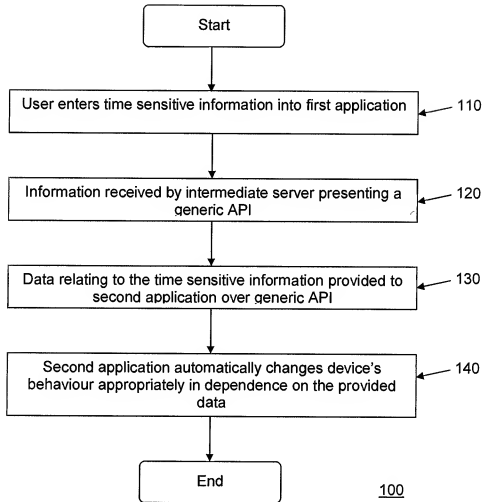 Start
User enters time sensitive information into first application
110
Information received by intermediate server presenting a
generic API
120
Data relating to the time sensitive information provided to
second application over generic API
130
Second application automatically changes device's
behaviour appropriately in dependence on the provided
data
140
End
100